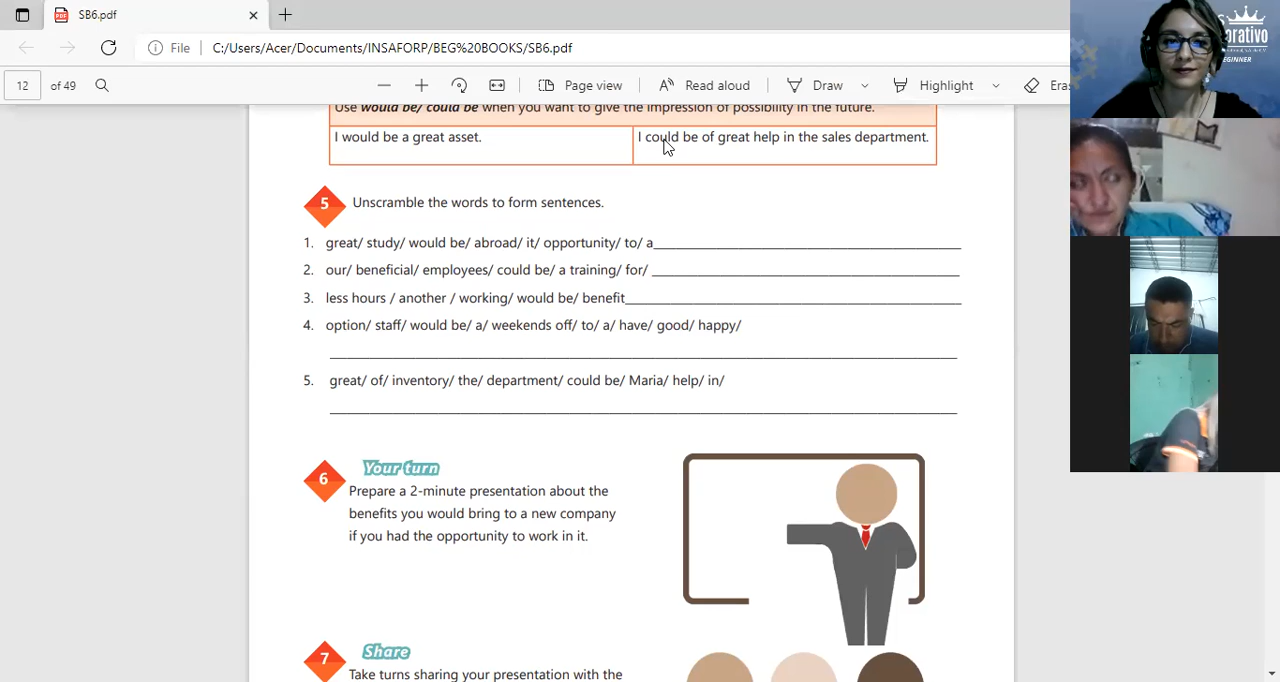 SB6.pdf
File C:/Users/Acer/Documents/INSAFORP/BEG%20BOOKS/SB6.pdf
12 of 49 Page view Read aloud Draw Highlight
Use would be/ could be when you want to give the impression of possibility in the future.
I would be a great asset. I could be of great help in the sales department.
5 Unscramble the words to form sentences.
1. great/ study/ would be/ abroad/ it/ opportunity/ to/ a
2. our/ beneficial/ employees/ could be/ a training/ for/
3. less hours / another / working/ would be/ benefit
4. option/ staff/ would be/ a/ weekends off/ to/ a/ have/ good/ happy/
5. great/ of/ inventory/ the/ department/ could be/ Maria/ help/ in/
6 Your turn
Prepare a 2-minute presentation about the
benefits you would bring to a new company
if you had the opportunity to work in it.
7 Share
Take turns sharing your presentation with the